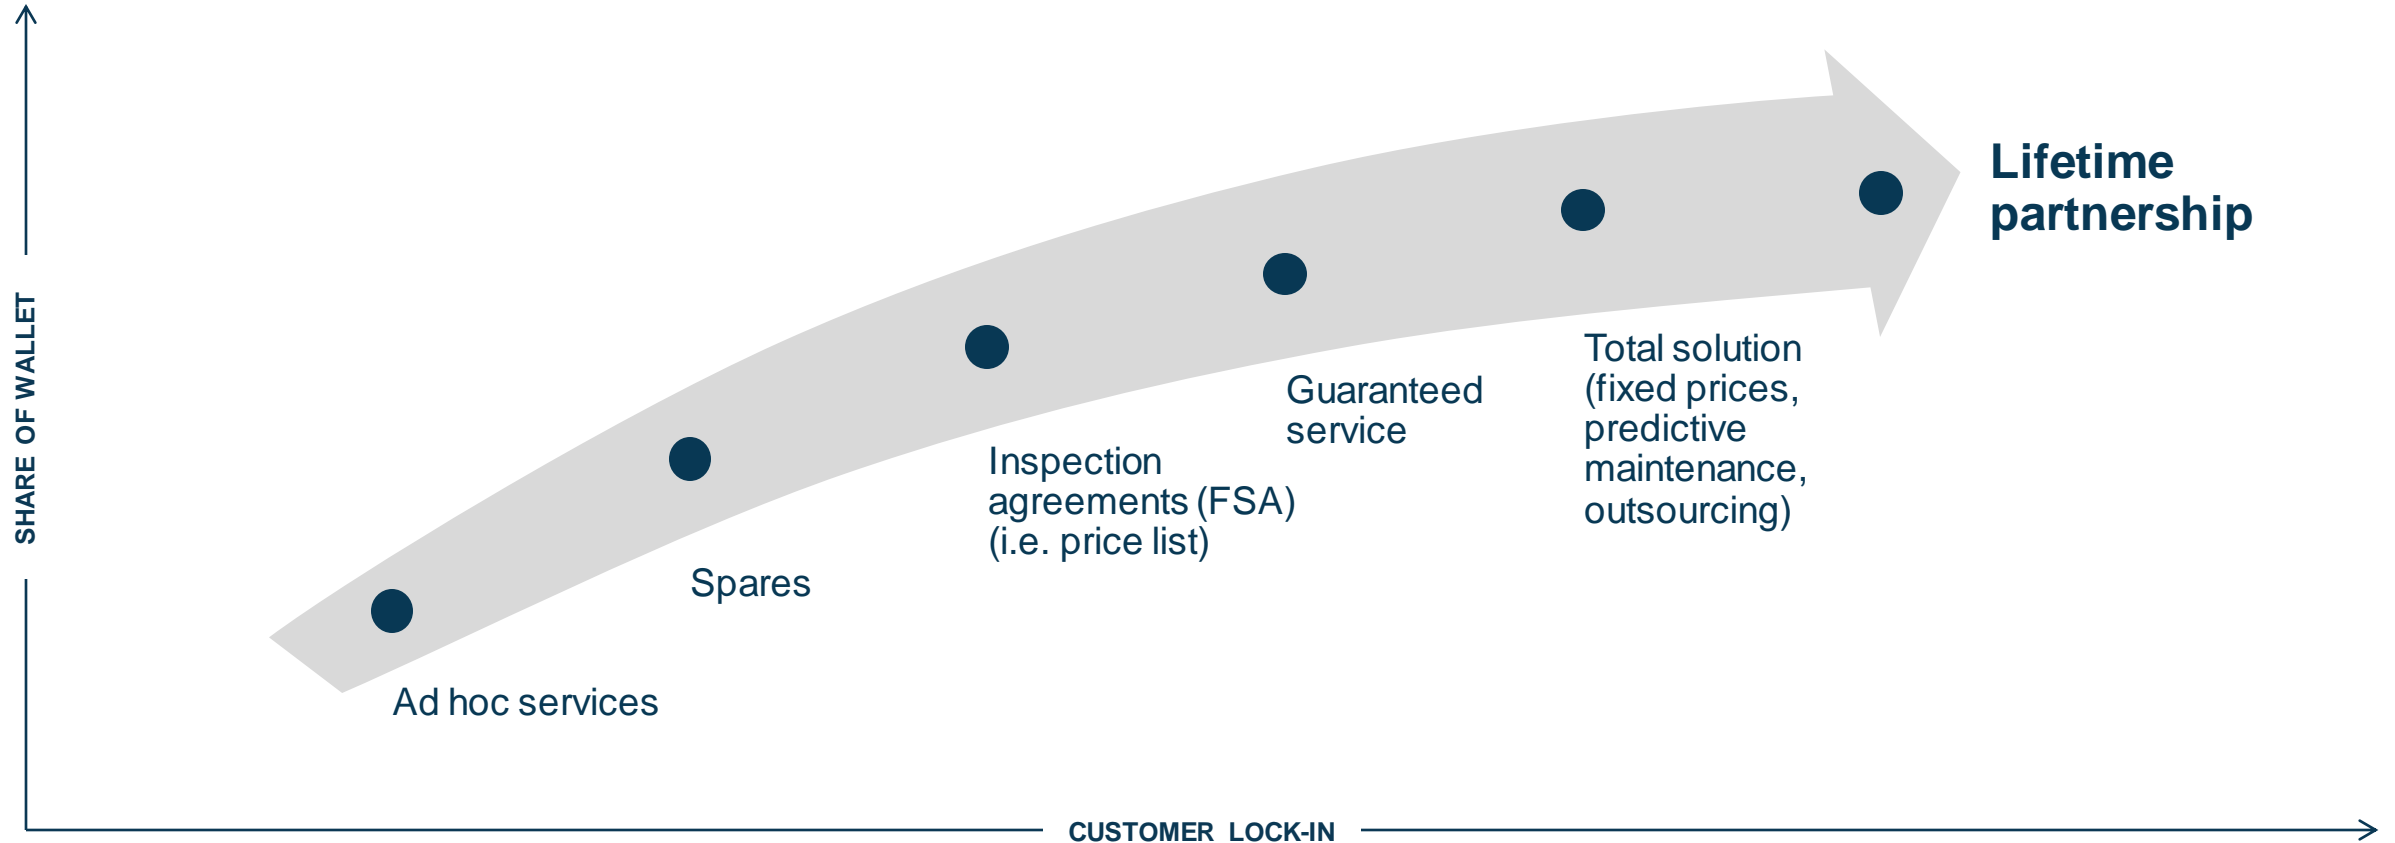 SHARE OF WALLET
Lifetime
partnership
Total solution
(fixed prices,
predictive
maintenance,
outsourcing)
Guaranteed
service
Inspection
agreements (FSA)
(i.e. price list)
Spares
Ad hoc services
CUSTOMER LOCK-IN